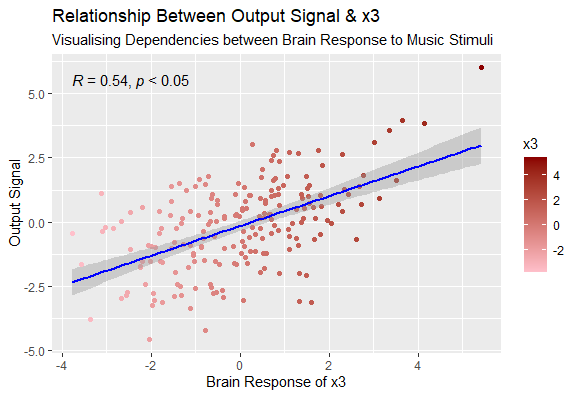 Relationship Between Output Signal & x3
Visualising Dependencies between Brain Response to Music Stimuli
R = 0.54, p < 0.05
5.0
2.5
0.0
-2.5
-5.0
Output Signal
-4
-2
0
2
4
Brain Response of x3
x3
4
2
0
-2